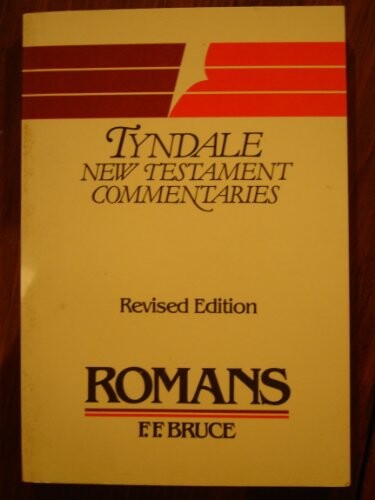 TYNDALE
NEW TESTAMENT
COMMENTARIES
Revised Edition
ROMANS
F. F. BRUCE